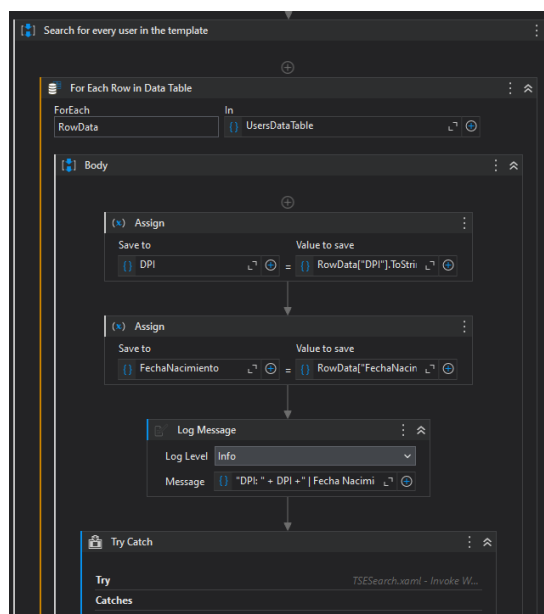 Search for every user in the template
For Each Row in Data Table
ForEach In
RowData UsersDataTable
Body
(x) Assign
Save to Value to save
DPI = RowData["DPI"].ToStri
(x) Assign
Save to Value to save
FechaNacimiento = RowData["FechaNacin
Log Message
Log Level Info
Message "DPI: " + DPI +" | Fecha Nacimi
Try Catch
Try TSESearch.xaml - Invoke W...
Catches